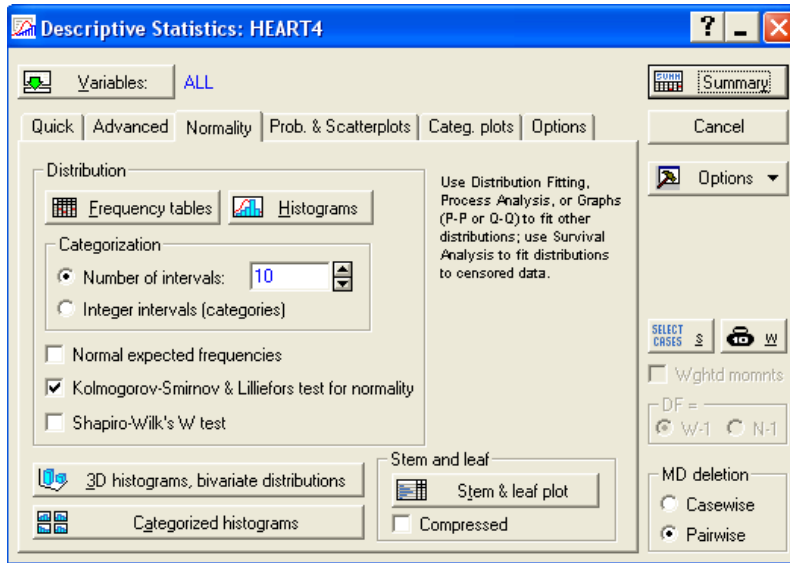 Descriptive Statistics: HEART4
Variables: ALL
Summary
Quick Advanced Normality Prob. & Scatterplots Categ. plots Options
Cancel
Options
Distribution
Frequency tables Histograms
Use Distribution Fitting,
Process Analysis, or Graphs
(P-P or Q-Q) to fit other
distributions; use Survival
Analysis to fit distributions
to censored data.
Categorization
Number of intervals: 10
Integer intervals (categories)
Normal expected frequencies
Kolmogorov-Smirnov & Lilliefors test for normality
Shapiro-Wilk's W test
SELECT
CASES S W
Wghtd momnts
DF =
W-1 N-1
3D histograms, bivariate distributions
Categorized histograms
Stem and leaf
Stem & leaf plot
Compressed
MD deletion
Casewise
Pairwise